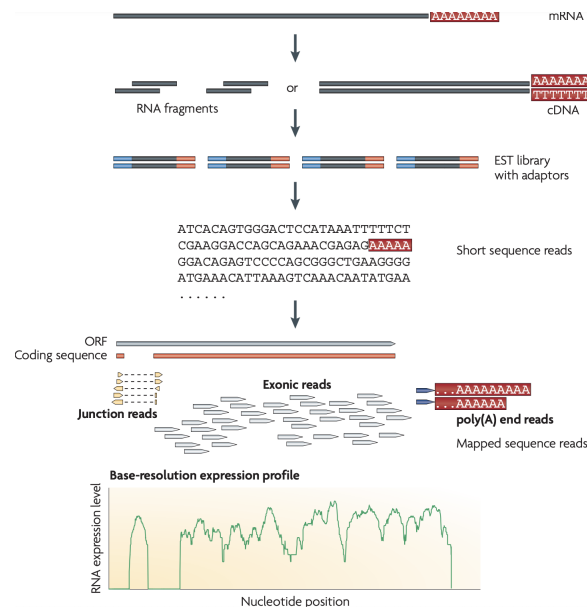 AAAAAAAA
mRNA
RNA fragments
or
AAAAAAA
TTTTTTT
cDNA
EST library
with adaptors
ATCACAGTGGGACTCCATAAATTTTTCT
CGAAGGACCAGCAGAAACGAGAGAAAAA
GGACAGAGTCCCCAGCGGGCTGAAGGGG
ATGAAACATTAAAGTCAAACAATATGAA
. . . . . .
Short sequence reads
ORF
Coding sequence
Junction reads
Exonic reads
...AAAAAAAAA
...AAAAAA
poly(A) end reads
Mapped sequence reads
Base-resolution expression profile
RNA expression level
Nucleotide position